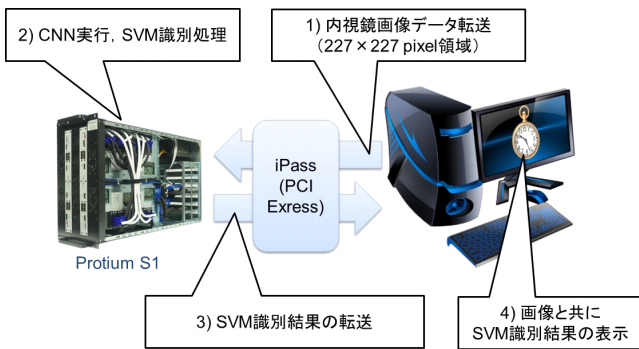 2) CNN実行，SVM識別処理
1) 内視鏡画像データ転送
（227×227 pixel領域）
iPass
(PCI
Exress)
Protium S1
3) SVM識別結果の転送
4) 画像と共に
SVM識別結果の表示